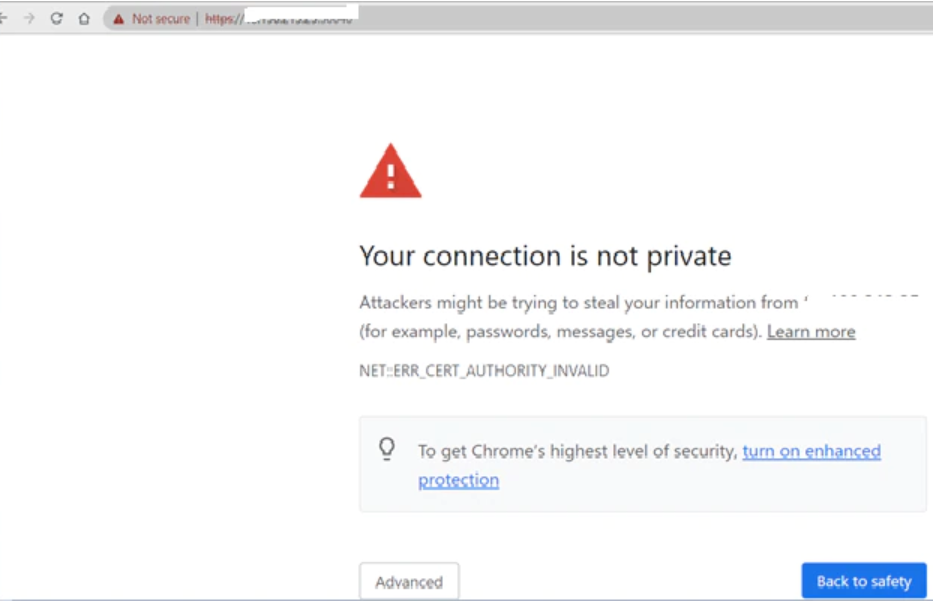 Not secure | https://
Your connection is not private
Attackers might be trying to steal your information from
(for example, passwords, messages, or credit cards). Learn more
NET::ERR_CERT_AUTHORITY_INVALID
To get Chrome's highest level of security, turn on enhanced
protection
Advanced
Back to safety